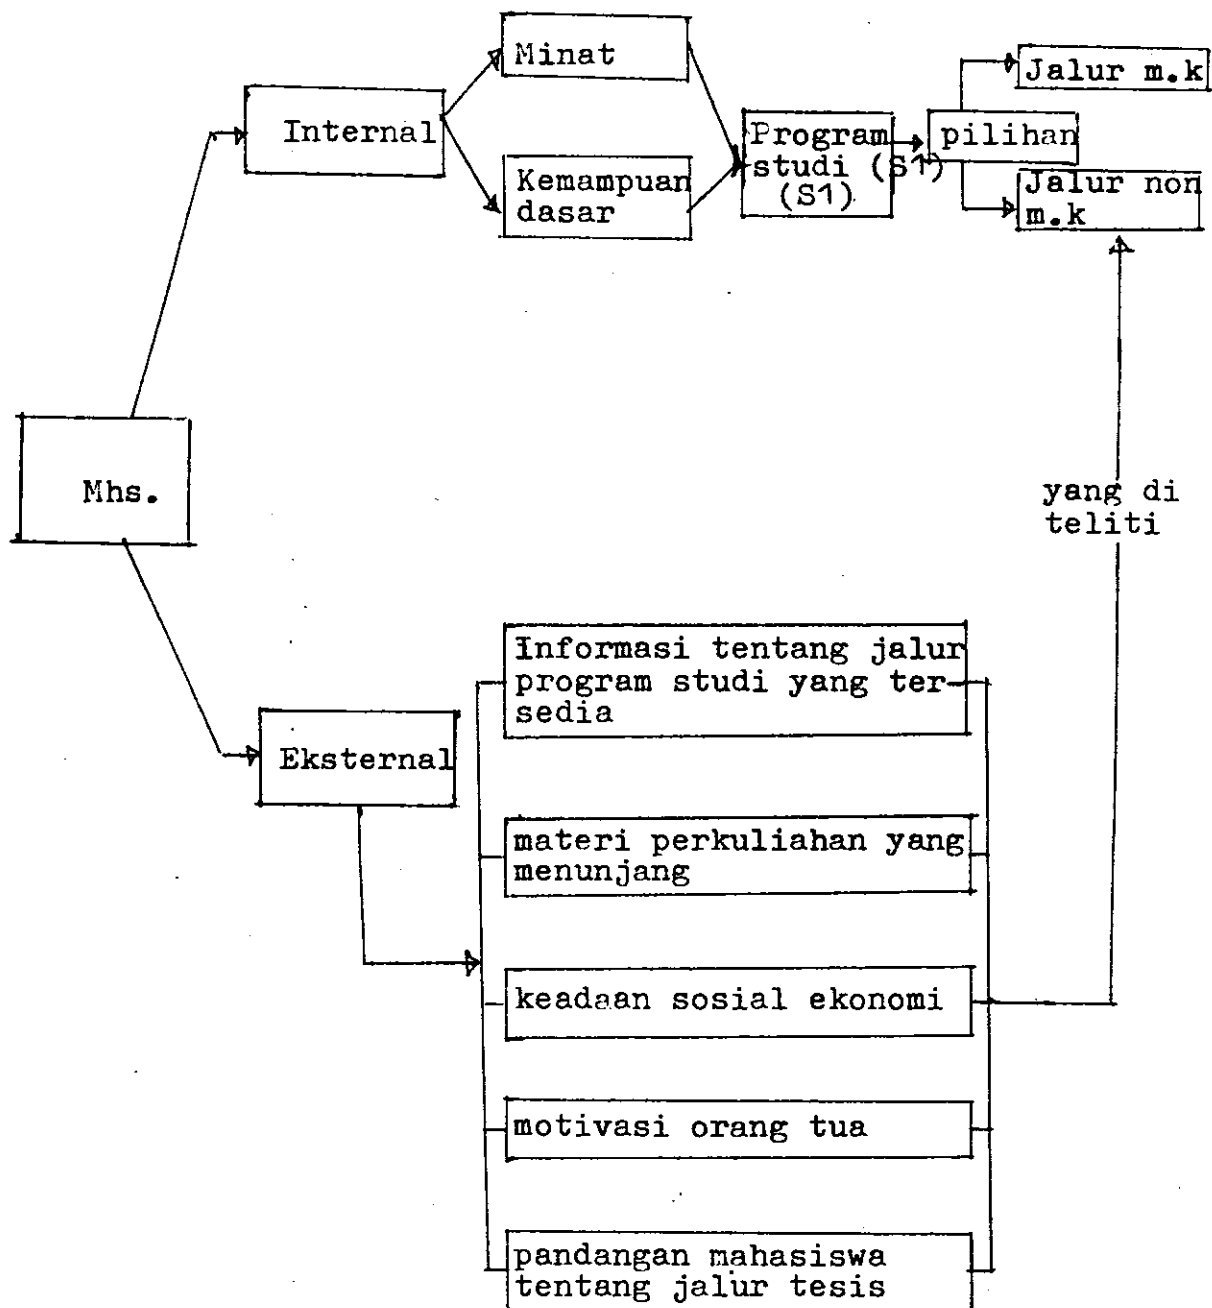 Minat
Jalur m.k
Internal
Program
studi (S1)
(S1)
pilihan
Kemampuan
dasar
Jalur non
m.k
Mhs.
yang di
teliti
Informasi tentang jalur
program studi yang ter-
sedia
Eksternal
materi perkuliahan yang
menunjang
keadaan sosial ekonomi
motivasi orang tua
pandangan mahasiswa
tentang jalur tesis